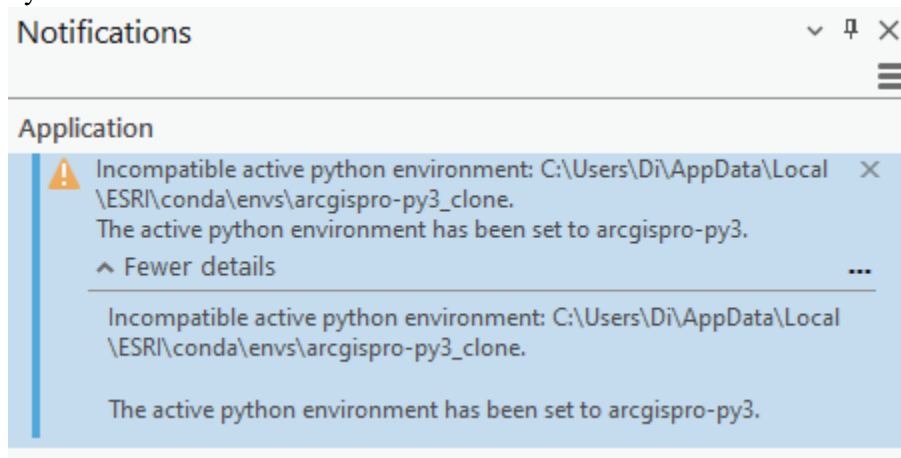 Notifications
Application
Incompatible active python environment: C:\Users\Di\AppData\Local
\ESRI\conda\envs\arcgispro-py3_clone.
The active python environment has been set to arcgispro-py3.
Fewer details
...
Incompatible active python environment: C:\Users\Di\AppData\Local
\ESRI\conda\envs\arcgispro-py3_clone.
The active python environment has been set to arcgispro-py3.